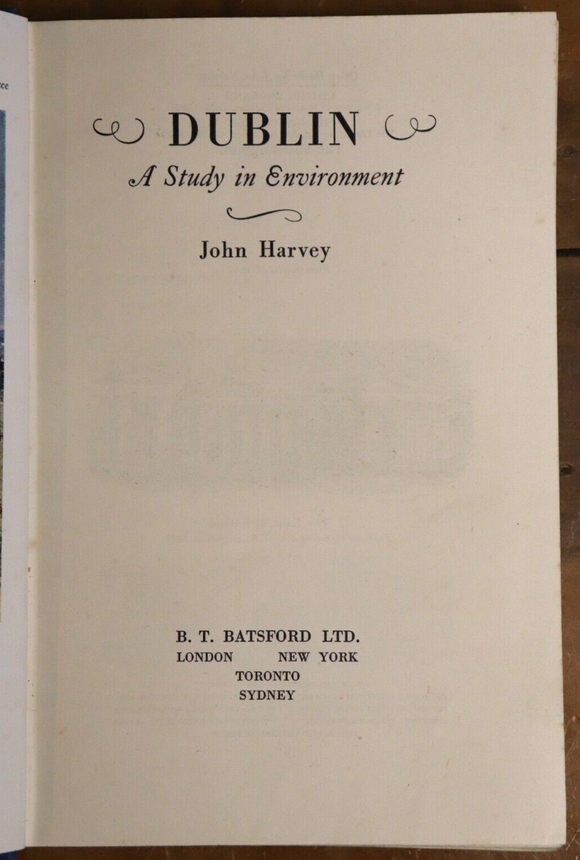 DUBLIN
A Study in Environment
John Harvey
B. T. BATSFORD LTD.
LONDON NEW YORK
TORONTO
SYDNEY